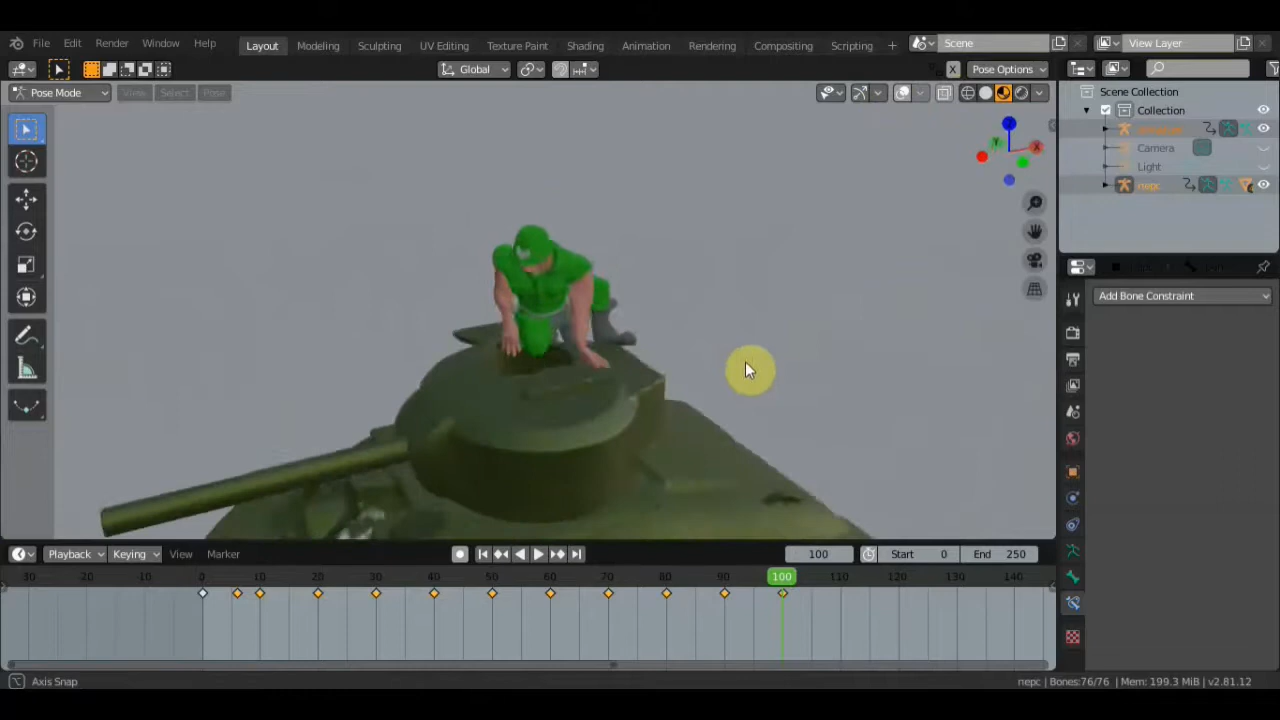 File Edit Render Window Help Layout Modeling Sculpting UV Editing Texture Paint Shading Animation Rendering Compositing Scripting + Scene View Layer
Global X Pose Options
Pose Mode View Select Pose
Scene Collection
Collection
Camera
Light
nepc
Z
Y X
Add Bone Constraint
Playback Keying View Marker 100 Start 0 End 250
30 20 -10 0 10 20 30 40 50 60 70 80 90 100 110 120 130 140
Axis Snap nepc | Bones:76/76 | Mem: 199.3 MiB | v2.81.12